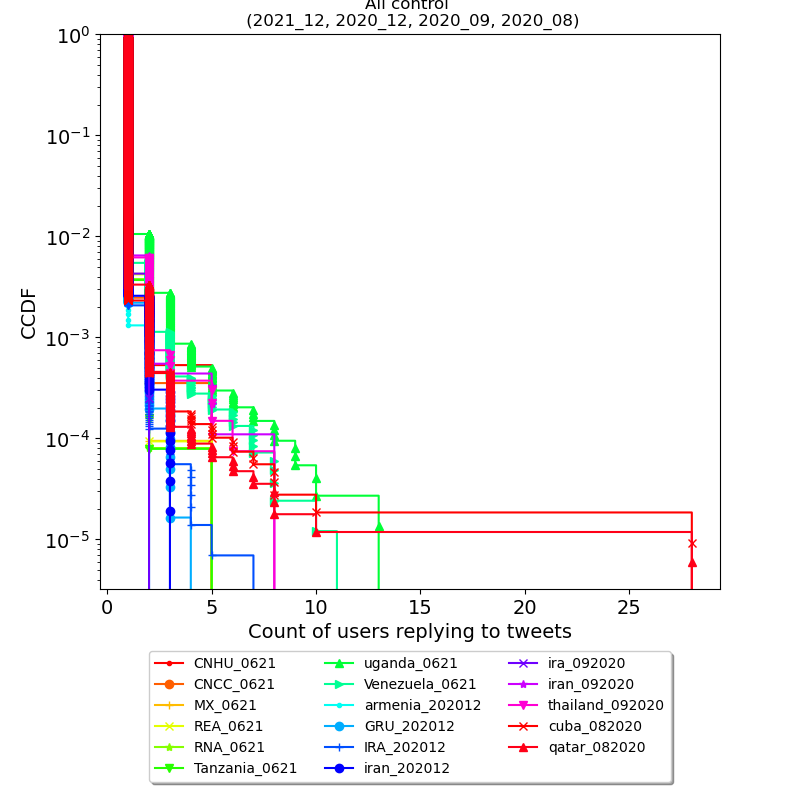 All control
(2021_12, 2020_12, 2020_09, 2020_08)
10^0
10^−1
10^−2
10^−3
10^−4
10^−5
CCDF
0 5 10 15 20 25
Count of users replying to tweets
CNHU_0621
CNCC_0621
MX_0621
REA_0621
RNA_0621
Tanzania_0621
uganda_0621
Venezuela_0621
armenia_202012
GRU_202012
IRA_202012
iran_202012
ira_092020
iran_092020
thailand_092020
cuba_082020
qatar_082020